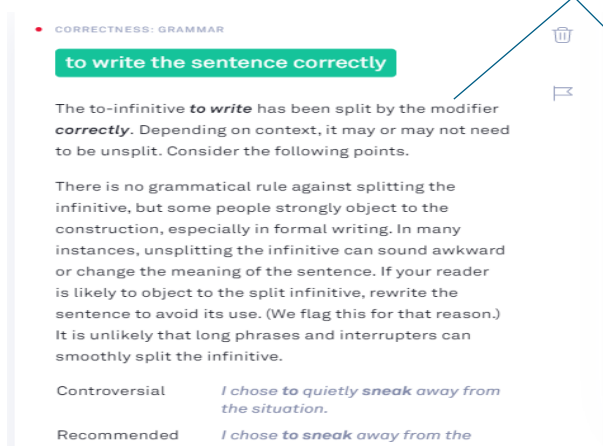 CORRECTNESS: GRAMMAR
to write the sentence correctly
The to-infinitive to write has been split by the modifier
correctly. Depending on context, it may or may not need
to be unsplit. Consider the following points.
There is no grammatical rule against splitting the
infinitive, but some people strongly object to the
construction, especially in formal writing. In many
instances, unsplitting the infinitive can sound awkward
or change the meaning of the sentence. If your reader
is likely to object to the split infinitive, rewrite the
sentence to avoid its use. (We flag this for that reason.)
It is unlikely that long phrases and interrupters can
smoothly split the infinitive.
Controversial I chose to quietly sneak away from
the situation.
Recommended I chose to sneak away from the